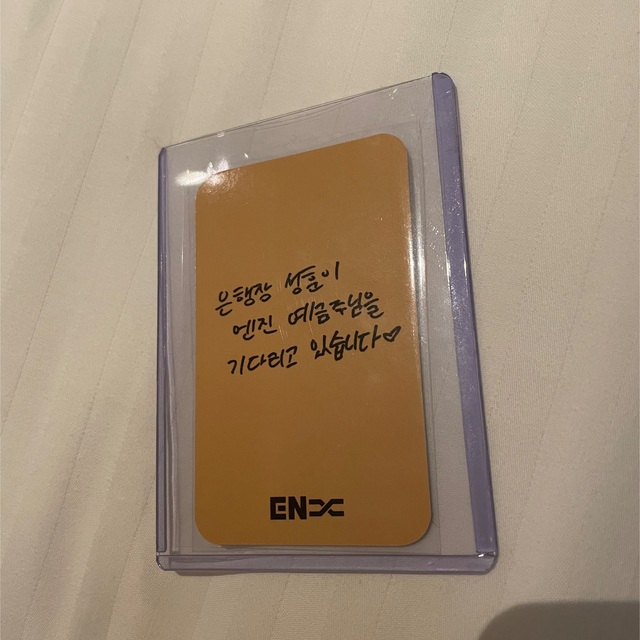 은행장 성훈이
엔진 예금주님을
기다리고 있습니다♡
EN